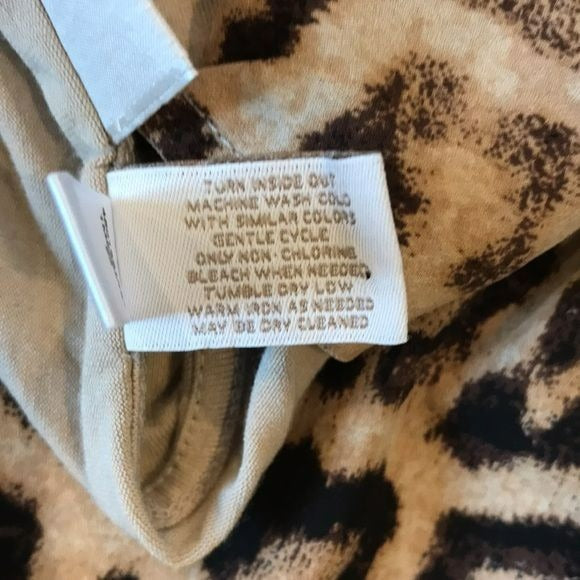 TURN INSIDE OUT
MACHINE WASH COLD
WITH SIMILAR COLORS
GENTLE CYCLE
ONLY NON CHLORINE
BLEACH WHEN NEEDED
TUMBLE DRY LOW
WARM IRON AS NEEDED
MAY BE DRY CLEANED